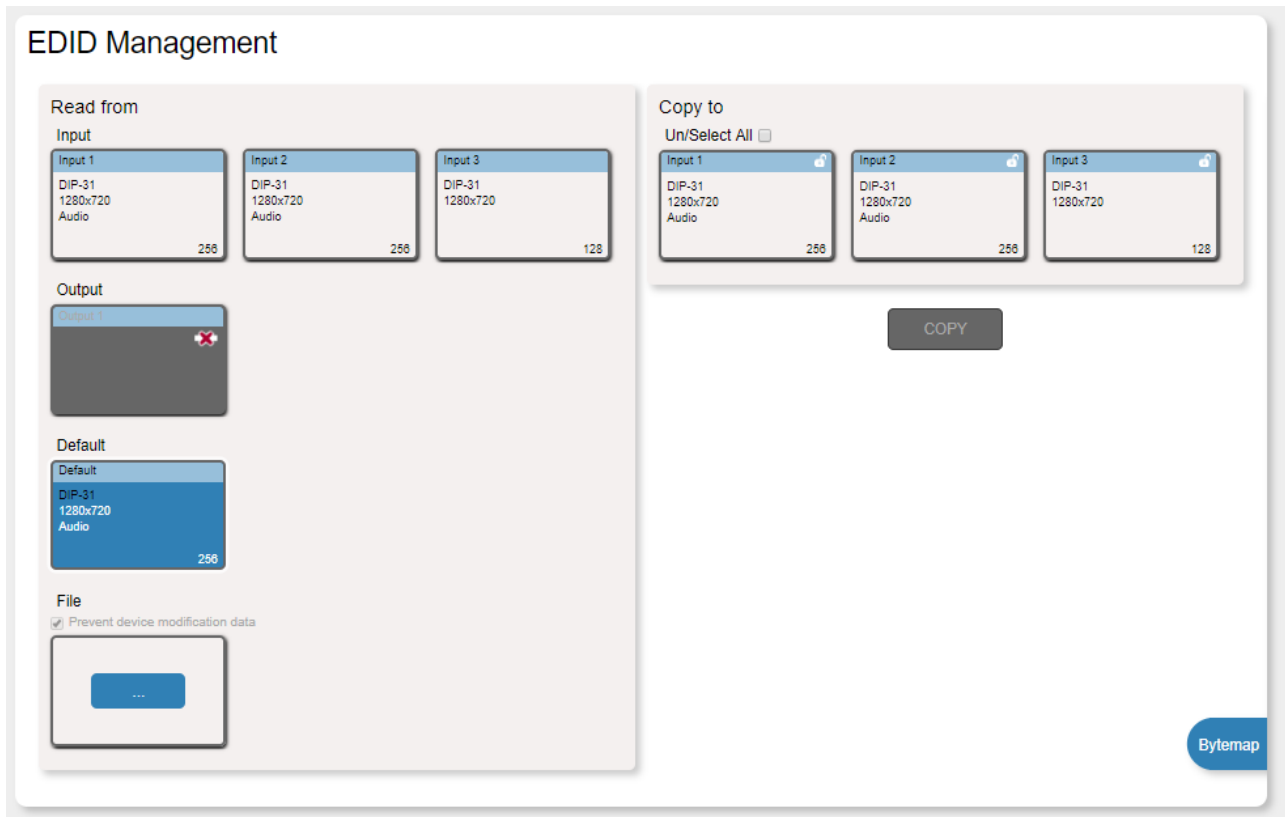 EDID Management
Read from
Input
Input 1
DIP-31
1280x720
Audio
256
Input 2
DIP-31
1280x720
Audio
256
Input 3
DIP-31
1280x720
128
Output
Output 1
Default
Default
DIP-31
1280x720
Audio
256
File
Prevent device modification data
...
Copy to
Un/Select All
Input 1
DIP-31
1280x720
Audio
256
Input 2
DIP-31
1280x720
Audio
256
Input 3
DIP-31
1280x720
128
COPY
Bytemap